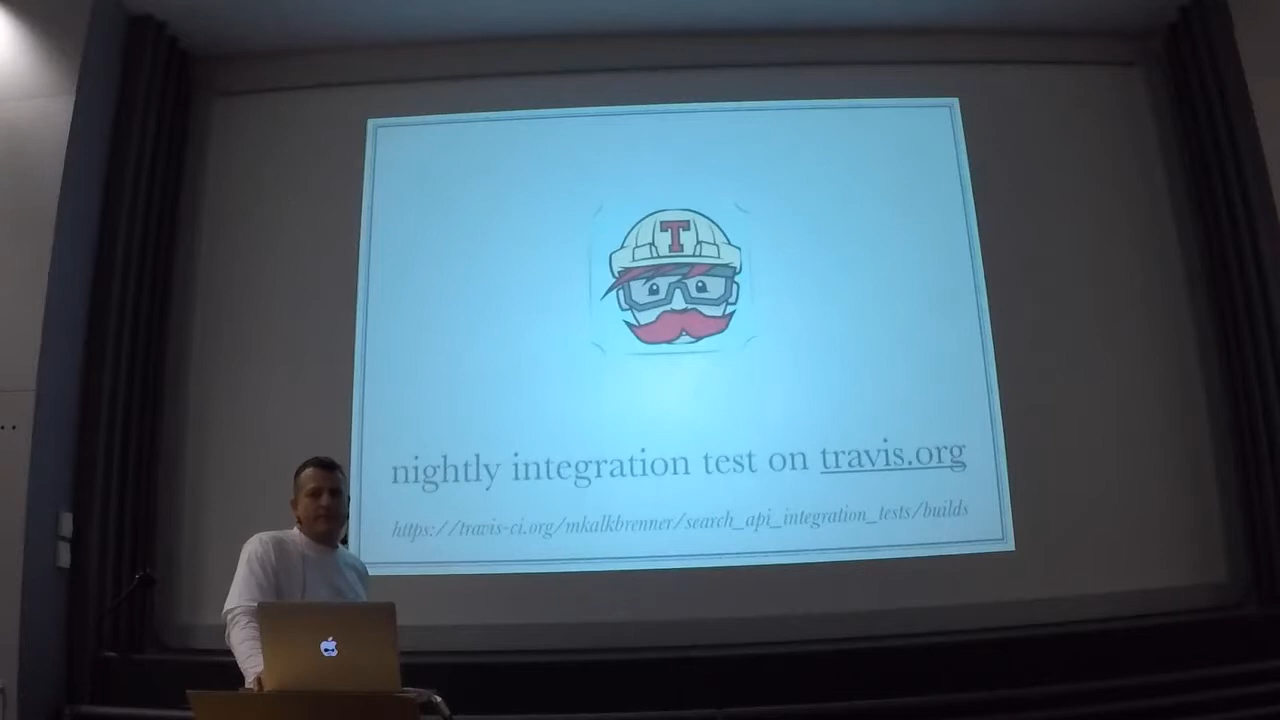 T
nightly integration test on travis.org
https://travis-ci.org/mkalkbrenner/search_api_integration_tests/builds